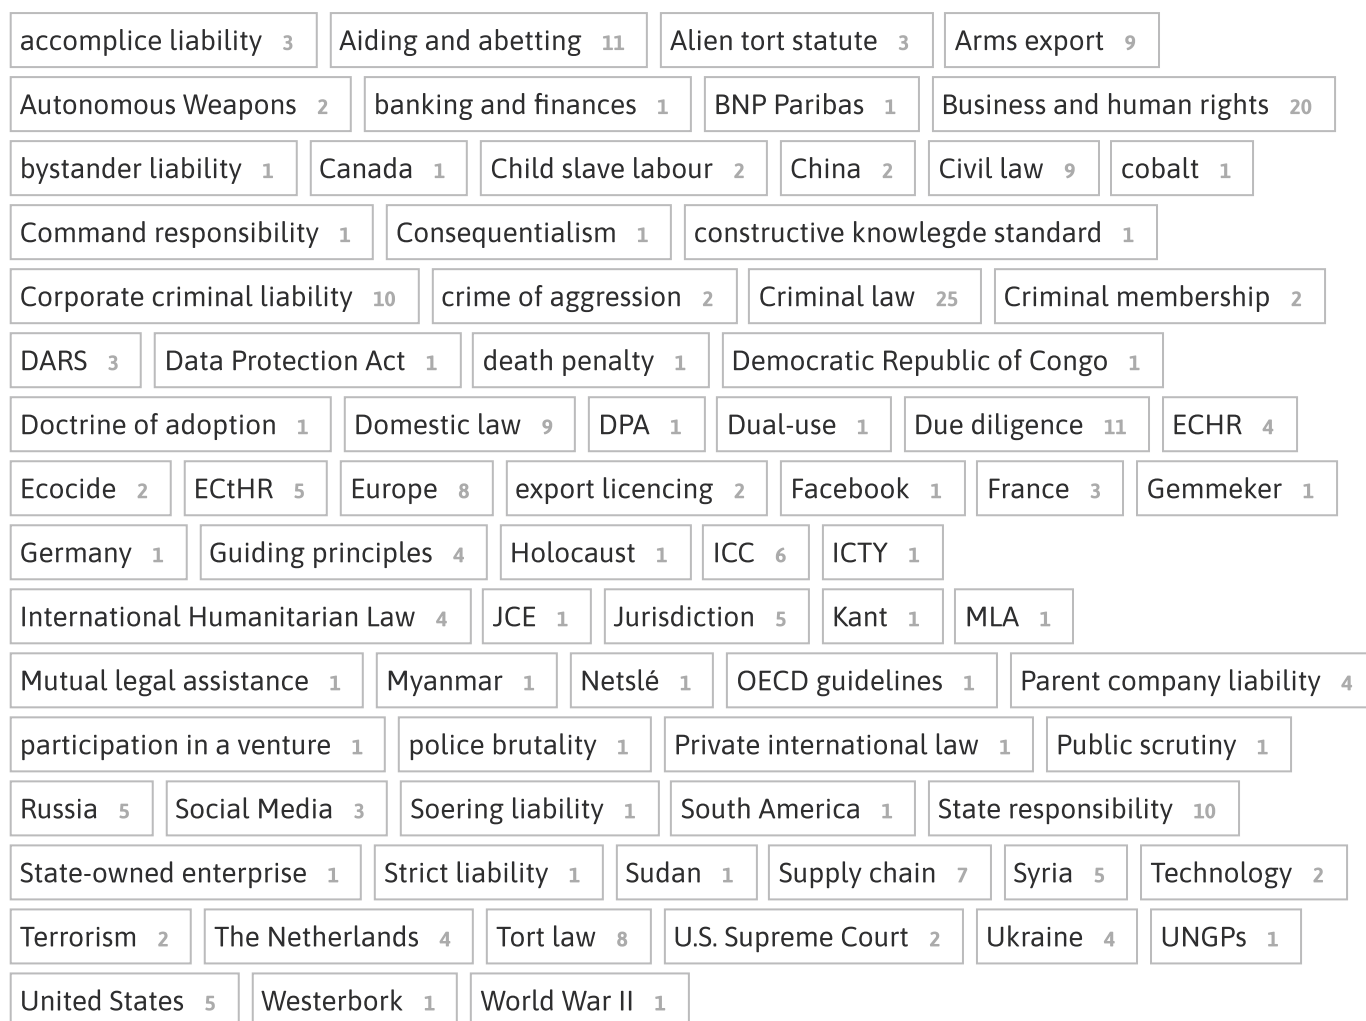 accomplice liability 3 Aiding and abetting 11 Alien tort statute 3 Arms export 9
Autonomous Weapons 2 banking and finances 1 BNP Paribas 1 Business and human rights 20
bystander liability 1 Canada 1 Child slave labour 2 China 2 Civil law 9 cobalt 1
Command responsibility 1 Consequentialism 1 constructive knowlegde standard 1
Corporate criminal liability 10 crime of aggression 2 Criminal law 25 Criminal membership 2
DARS 3 Data Protection Act 1 death penalty 1 Democratic Republic of Congo 1
Doctrine of adoption 1 Domestic law 9 DPA 1 Dual-use 1 Due diligence 11 ECHR 4
Ecocide 2 ECtHR 5 Europe 8 export licencing 2 Facebook 1 France 3 Gemmeker 1
Germany 1 Guiding principles 4 Holocaust 1 ICC 6 ICTY 1
International Humanitarian Law 4 JCE 1 Jurisdiction 5 Kant 1 MLA 1
Mutual legal assistance 1 Myanmar 1 Netslé 1 OECD guidelines 1 Parent company liability 4
participation in a venture 1 police brutality 1 Private international law 1 Public scrutiny 1
Russia 5 Social Media 3 Soering liability 1 South America 1 State responsibility 10
State-owned enterprise 1 Strict liability 1 Sudan 1 Supply chain 7 Syria 5 Technology 2
Terrorism 2 The Netherlands 4 Tort law 8 U.S. Supreme Court 2 Ukraine 4 UNGPs 1
United States 5 Westerbork 1 World War II 1